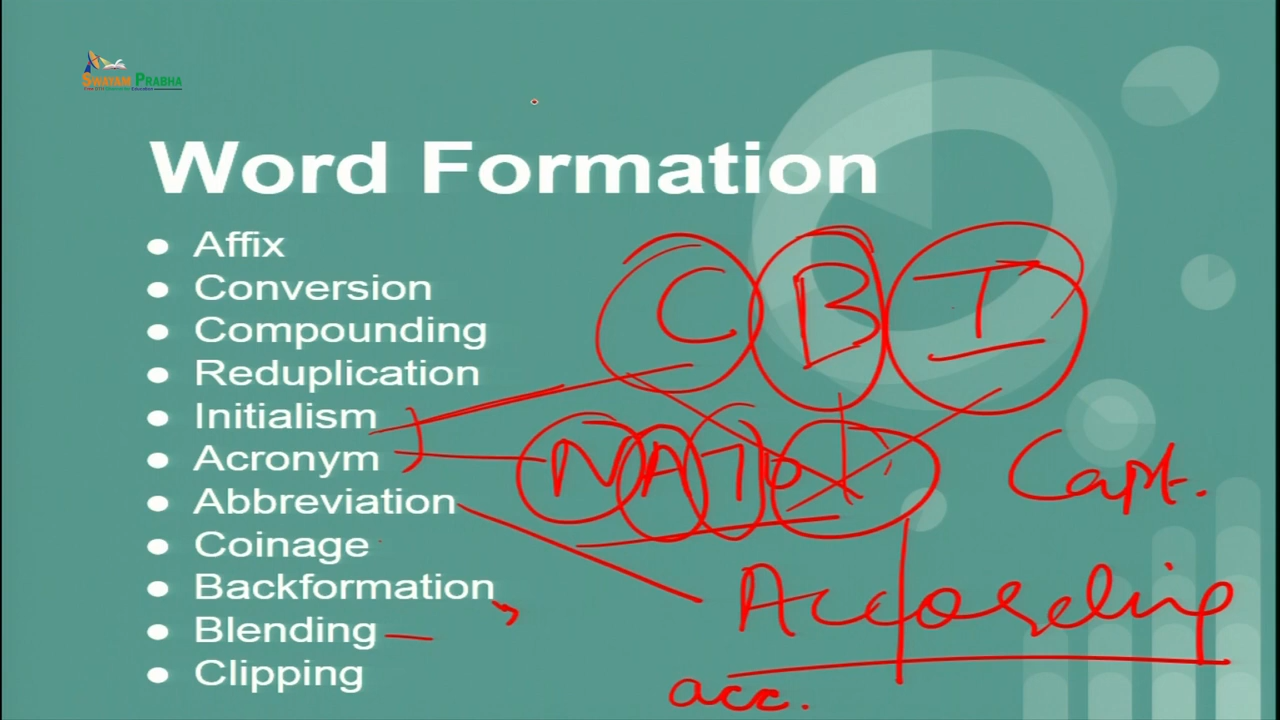 SWAYAM PRABHA
Word Formation
• Affix
• Conversion
• Compounding
• Reduplication
• Initialism
• Acronym
• Abbreviation
• Coinage
• Backformation
• Blending
• Clipping
C B T
NATO
Capt.
According
acc.